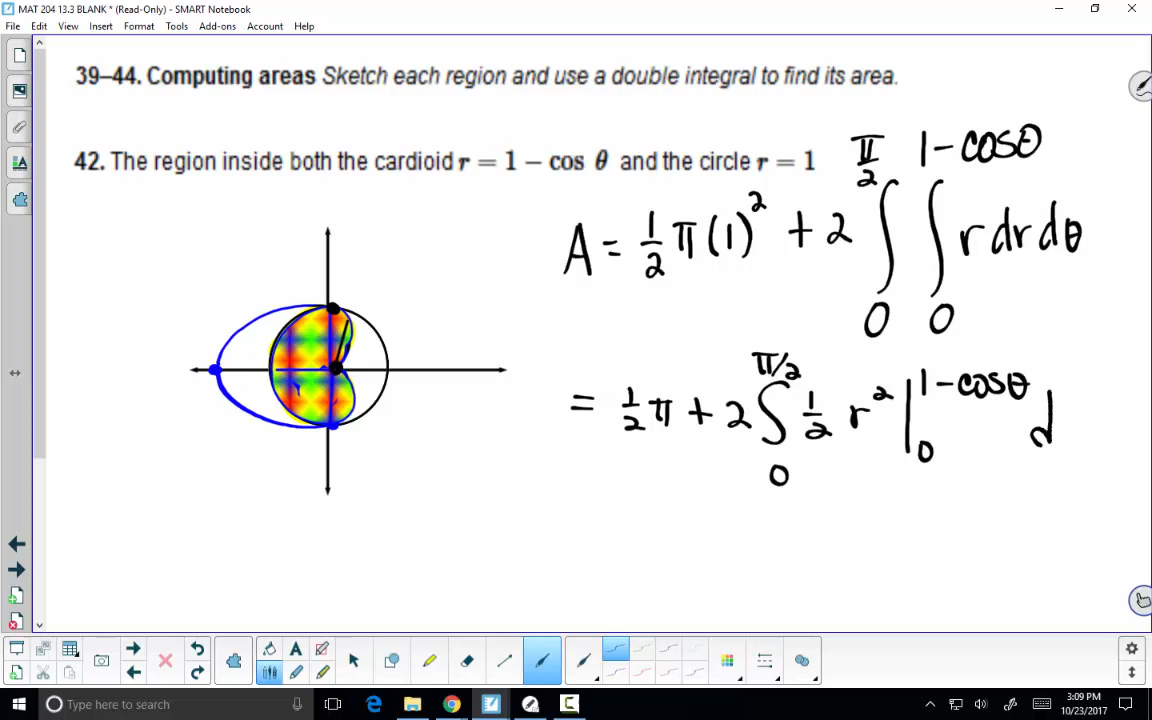 MAT 204 13.3 BLANK * (Read-Only) - SMART Notebook
File Edit View Insert Format Tools Add-ons Account Help
39–44. Computing areas Sketch each region and use a double integral to find its area.
42. The region inside both the cardioid r = 1 − cos θ and the circle r = 1
A = 1/2 π(1)² + 2 ∫₀^(π/2) ∫₀^(1−cosθ) r dr dθ
= 1/2 π + 2 ∫₀^(π/2) 1/2 r² |₀^(1−cosθ) d
Type here to search
3:09 PM
10/23/2017